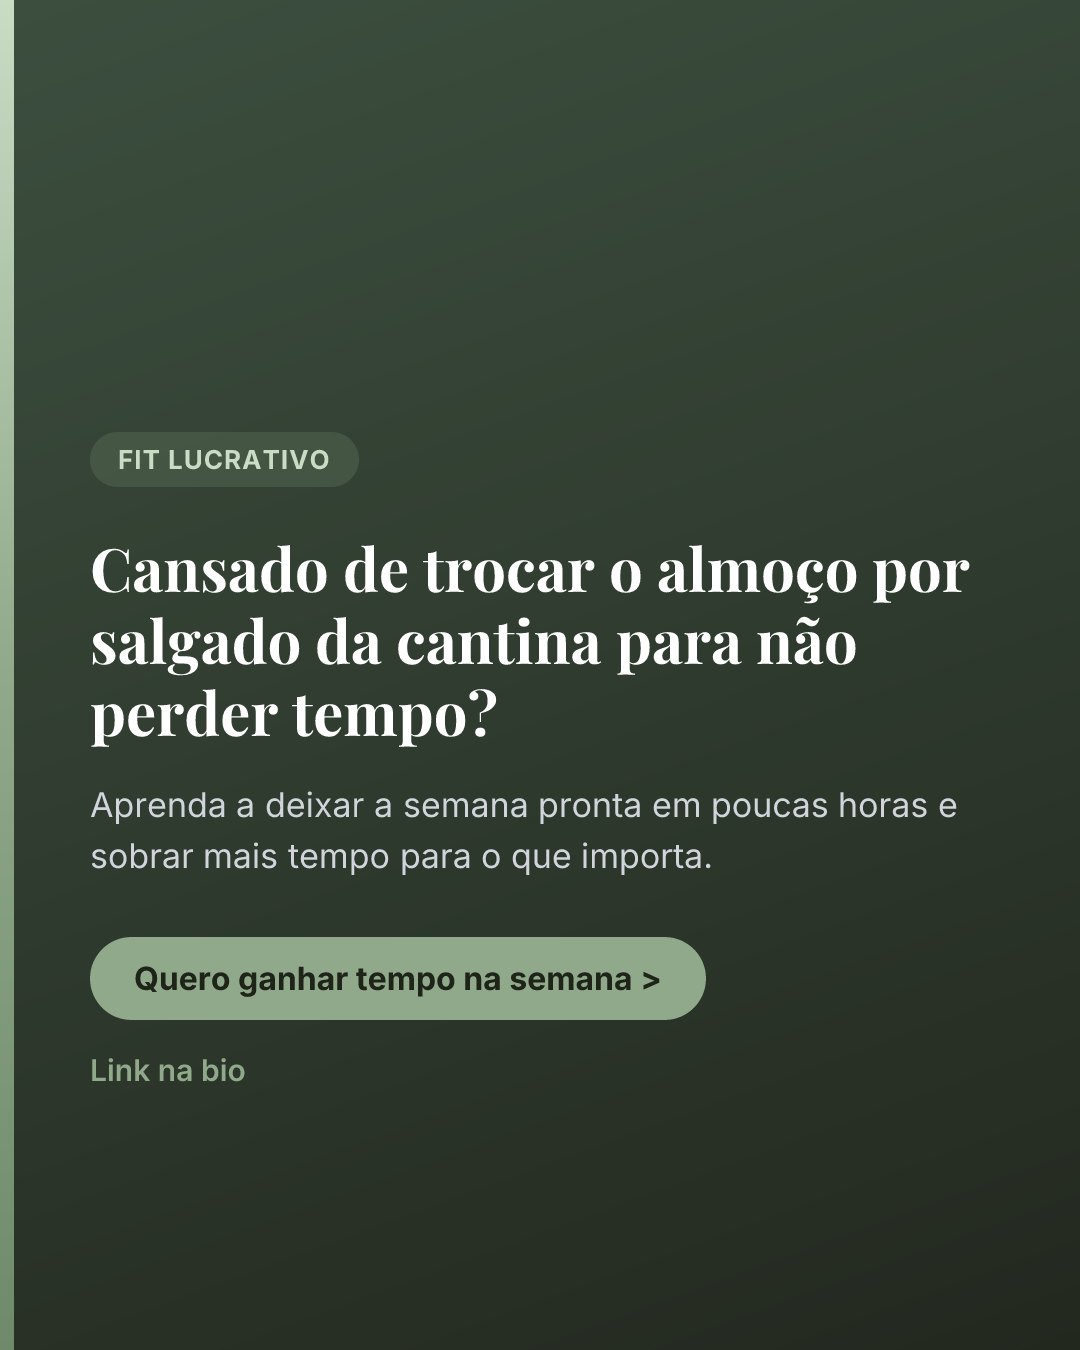 FIT LUCRATIVO
Cansado de trocar o almoço por
salgado da cantina para não
perder tempo?
Aprenda a deixar a semana pronta em poucas horas e
sobrar mais tempo para o que importa.
Quero ganhar tempo na semana >
Link na bio